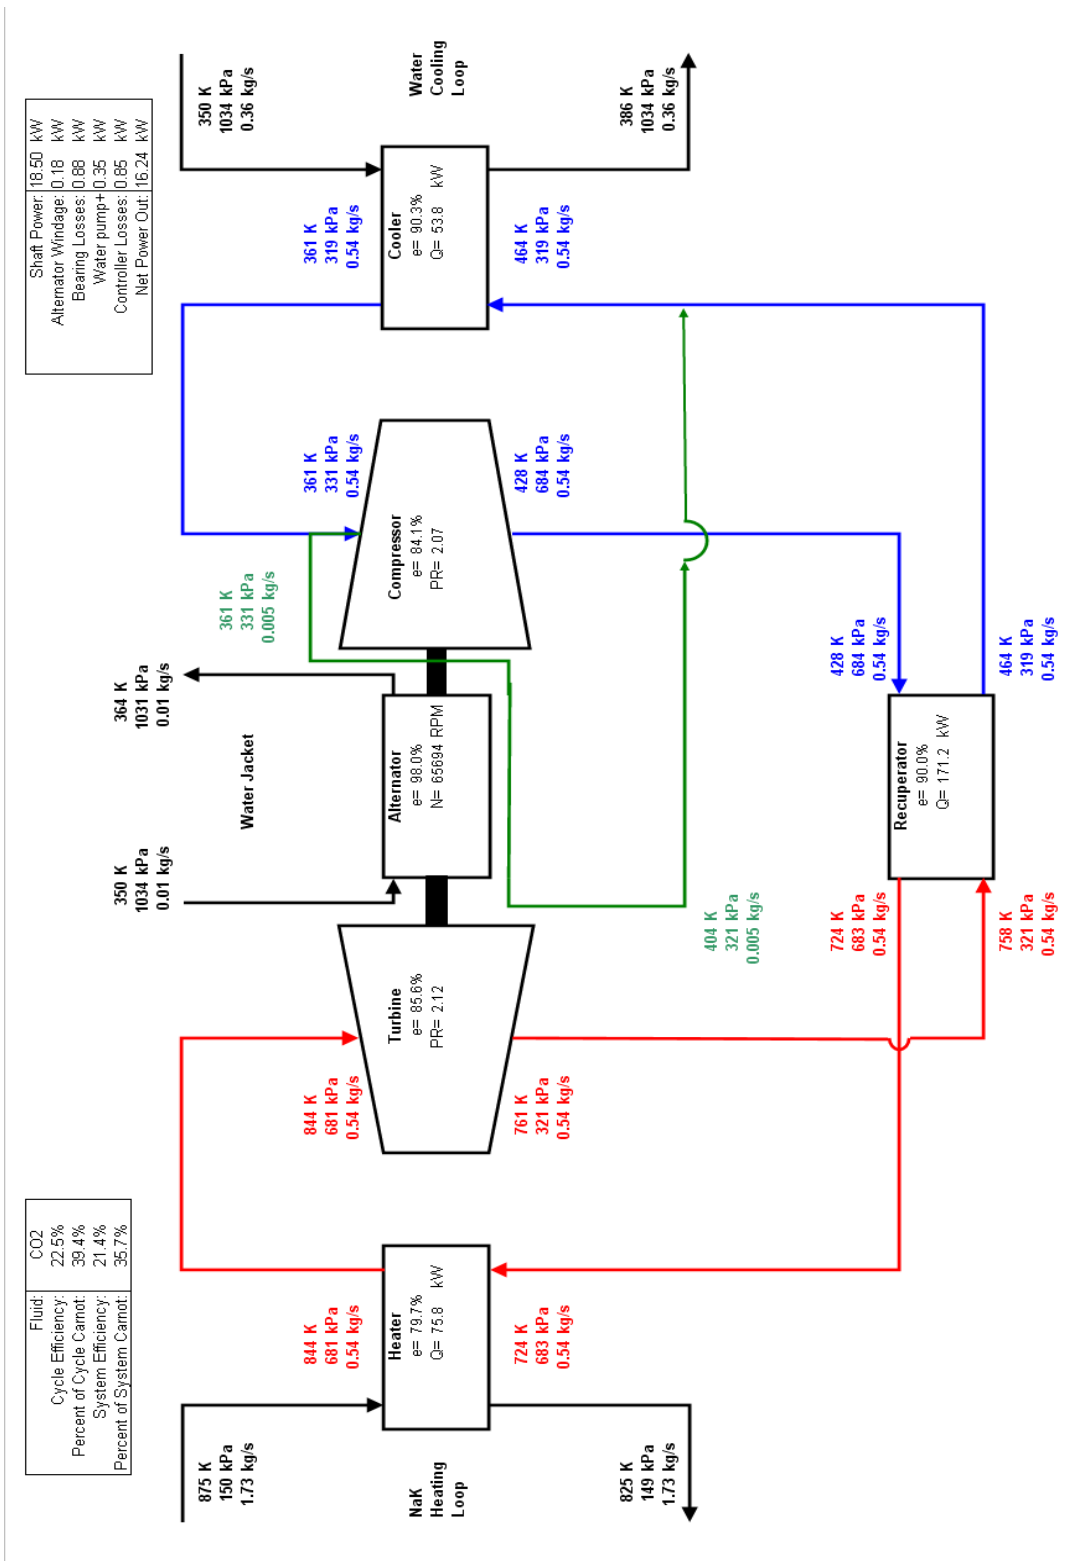 Fluid: CO2
Cycle Efficiency: 22.5%
Percent of Cycle Carnot: 39.4%
System Efficiency: 21.4%
Percent of System Carnot: 35.7%
Shaft Power: 18.50 kW
Alternator Windage: 0.18 kW
Bearing Losses: 0.88 kW
Water pump+ 0.35 kW
Controller Losses: 0.85 kW
Net Power Out: 16.24 kW
875 K
150 kPa
1.73 kg/s
NaK
Heating
Loop
825 K
149 kPa
1.73 kg/s
844 K
681 kPa
0.54 kg/s
Heater
e= 79.7%
Q= 75.8 kW
724 K
683 kPa
0.54 kg/s
844 K
681 kPa
0.54 kg/s
Turbine
e= 85.6%
PR= 2.12
761 K
321 kPa
0.54 kg/s
350 K
1034 kPa
0.01 kg/s
Water Jacket
364 K
1031 kPa
0.01 kg/s
Alternator
e= 98.0%
N= 65694 RPM
361 K
331 kPa
0.005 kg/s
404 K
321 kPa
0.005 kg/s
361 K
331 kPa
0.54 kg/s
Compressor
e= 84.1%
PR= 2.07
428 K
684 kPa
0.54 kg/s
361 K
319 kPa
0.54 kg/s
Cooler
e= 90.3%
Q= 53.8 kW
464 K
319 kPa
0.54 kg/s
350 K
1034 kPa
0.36 kg/s
Water
Cooling
Loop
386 K
1034 kPa
0.36 kg/s
724 K
683 kPa
0.54 kg/s
758 K
321 kPa
0.54 kg/s
Recuperator
e= 90.0%
Q= 171.2 kW
428 K
684 kPa
0.54 kg/s
464 K
319 kPa
0.54 kg/s